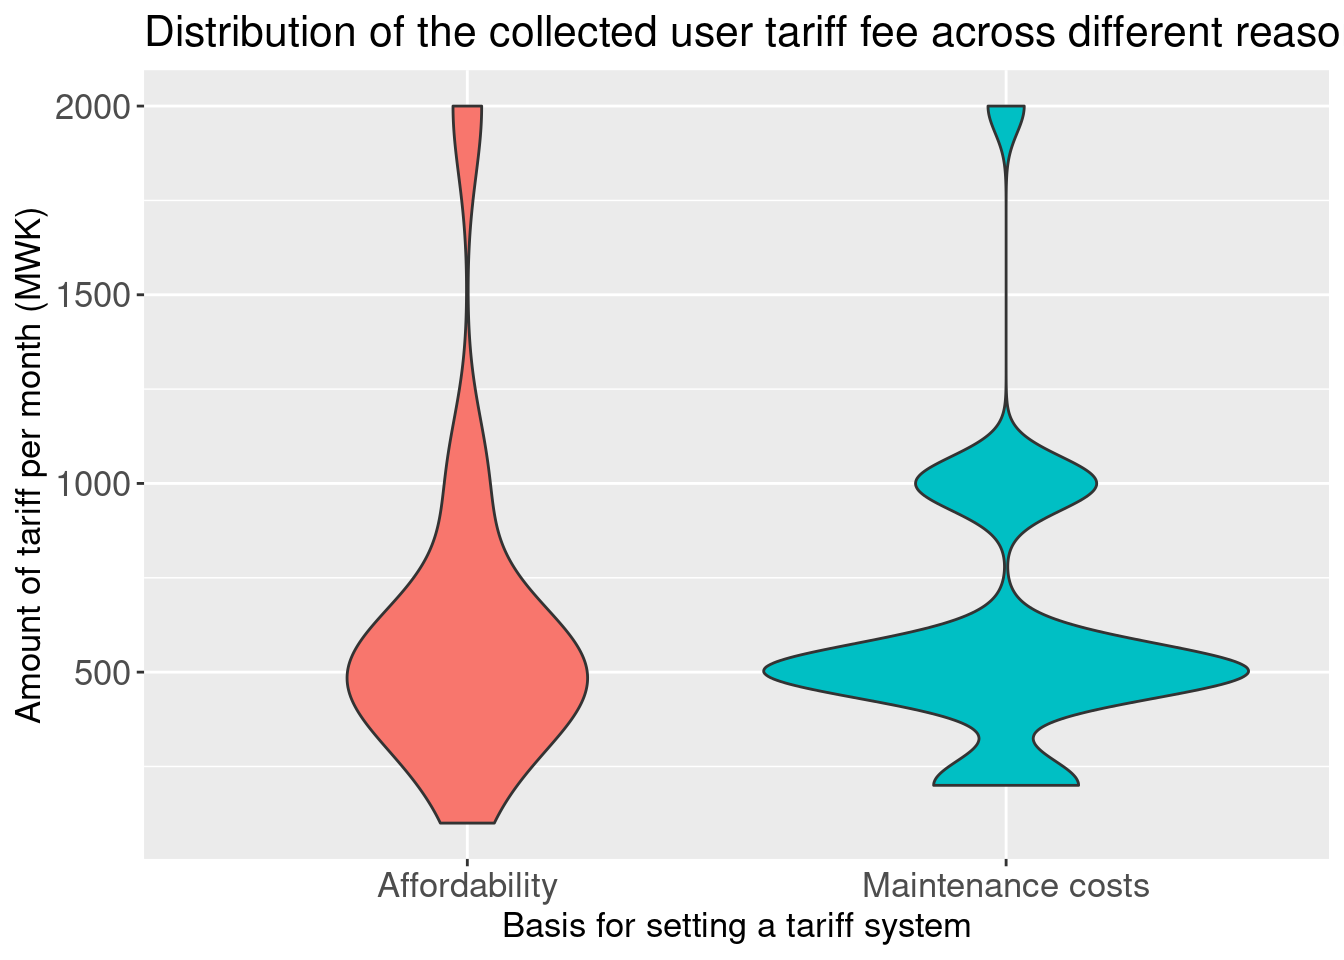 Distribution of the collected user tariff fee across different reaso
Amount of tariff per month (MWK)
2000
1500
1000
500
Affordability
Maintenance costs
Basis for setting a tariff system